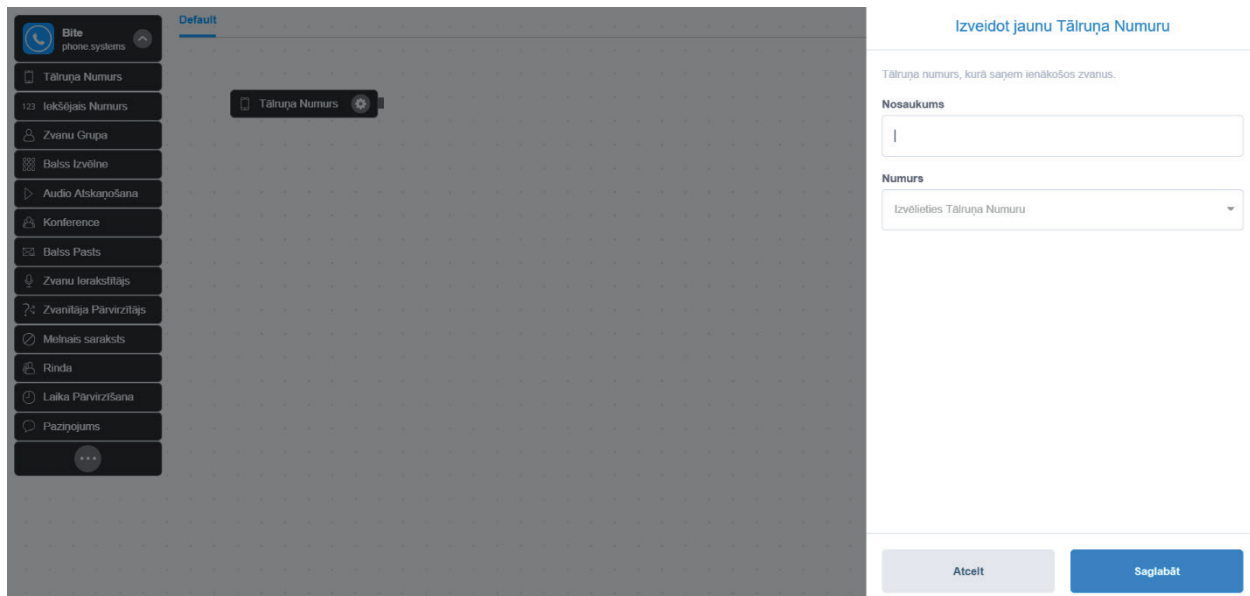 Bite
phone.systems
Tālruņa Numurs
123 Iekšējais Numurs
Zvanu Grupa
Balss Izvēlne
Audio Atskaņošana
Konference
Balss Pasts
Zvanu Ierakstītājs
Zvanītāja Pārvirzītājs
Melnais saraksts
Rinda
Laika Pārvirzīšana
Paziņojums
Default
Tālruņa Numurs
Izveidot jaunu Tālruņa Numuru
Tālruņa numurs, kurā saņem ienākošos zvanus.
Nosaukums
Numurs
Izvēlieties Tālruņa Numuru
Atcelt
Saglabāt